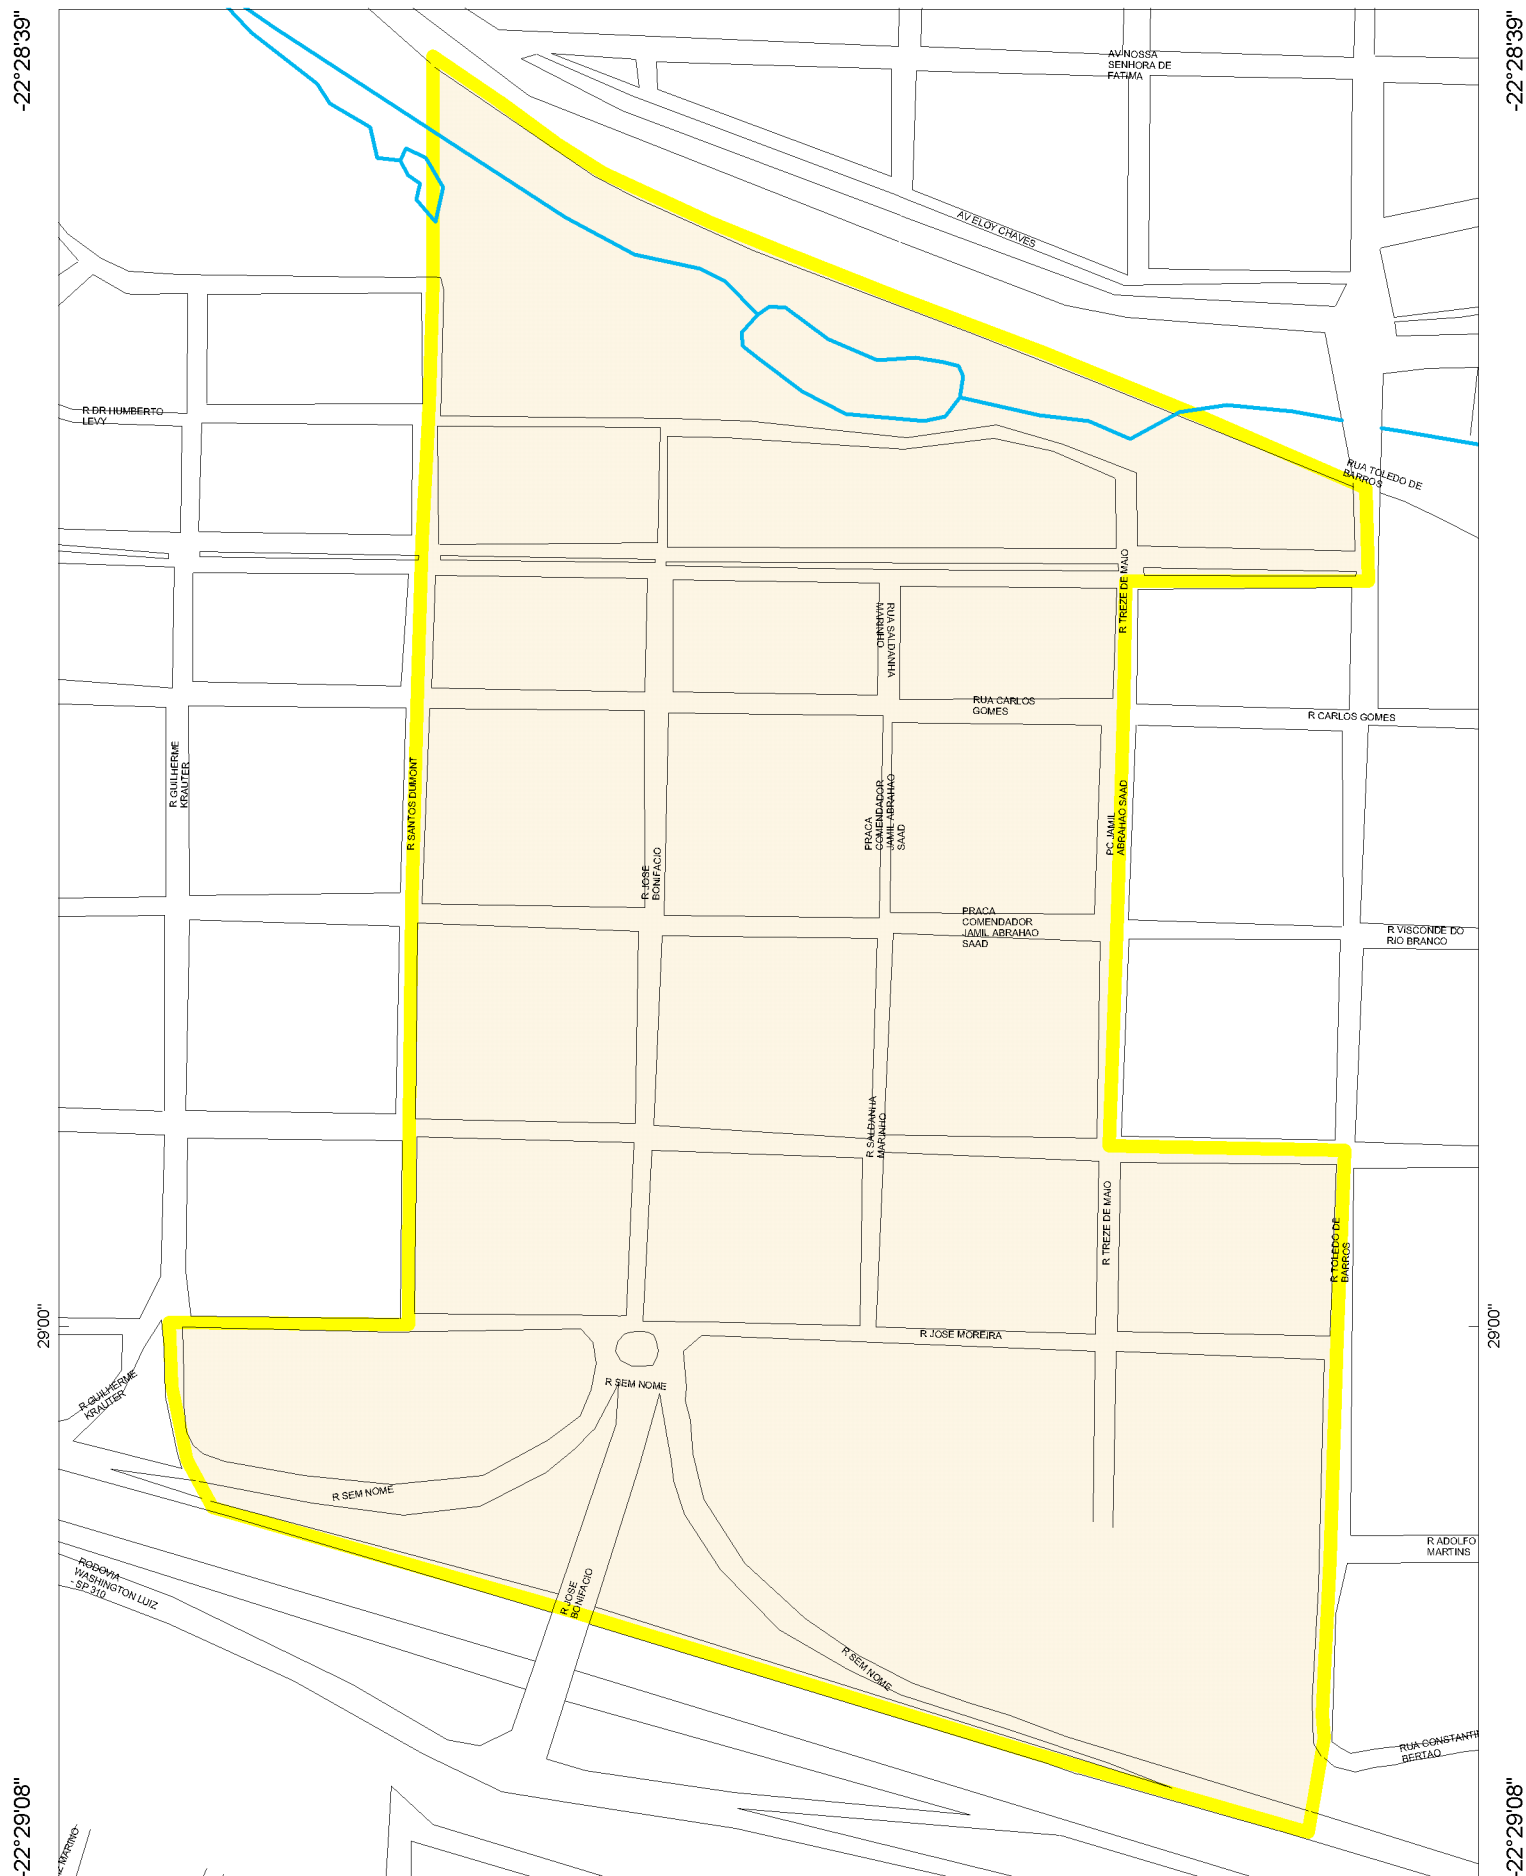 -22°28'39"
-22°28'39"
AV NOSSA
SENHORA DE
FATIMA
AV ELOY CHAVES
R DR HUMBERTO
LEVY
RUA TOLEDO DE
BARROS
R TREZE DE MAIO
RUA SALDANHA
MARINHO
RUA CARLOS
GOMES
R CARLOS GOMES
R GUILHERME
KRAUTER
R SANTOS DUMONT
R JOSE
BONIFACIO
PRACA
COMENDADOR
JAMIL ABRAHAO
SAAD
PC JAMIL
ABRAHAO SAAD
PRACA
COMENDADOR
JAMIL ABRAHAO
SAAD
R VISCONDE DO
RIO BRANCO
R SALDANHA
MARINHO
R TREZE DE MAIO
R TOLEDO DE
BARROS
29'00"
29'00"
R JOSE MOREIRA
R SEM NOME
R GUILHERME
KRAUTER
R SEM NOME
R ADOLFO
MARTINS
RODOVIA
WASHINGTON LUIZ
- SP 310
R JOSE
BONIFACIO
R SEM NOME
RUA CONSTANTI
BERTAO
-22°29'08"
-22°29'08"
MARINO